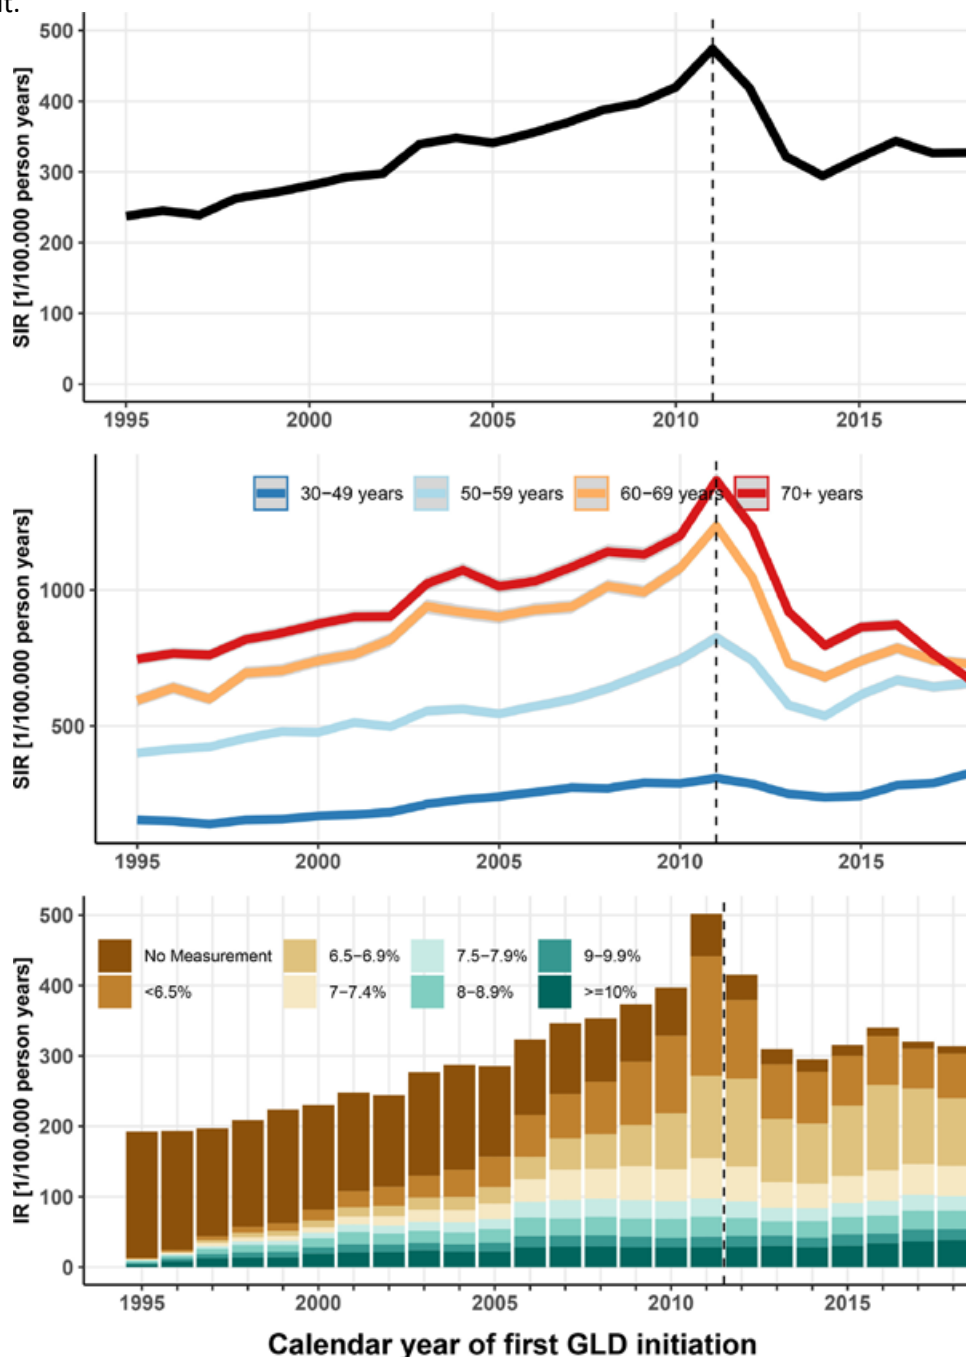 SIR [1/100.000 person years]
500
400
300
200
100
0
1995 2000 2005 2010 2015
SIR [1/100.000 person years]
30−49 years 50−59 years 60−69 years 70+ years
1000
500
1995 2000 2005 2010 2015
IR [1/100.000 person years]
500
400
300
200
100
0
No Measurement 6.5−6.9% 7.5−7.9% 9−9.9%
<6.5% 7−7.4% 8−8.9% >=10%
1995 2000 2005 2010 2015
Calendar year of first GLD initiation